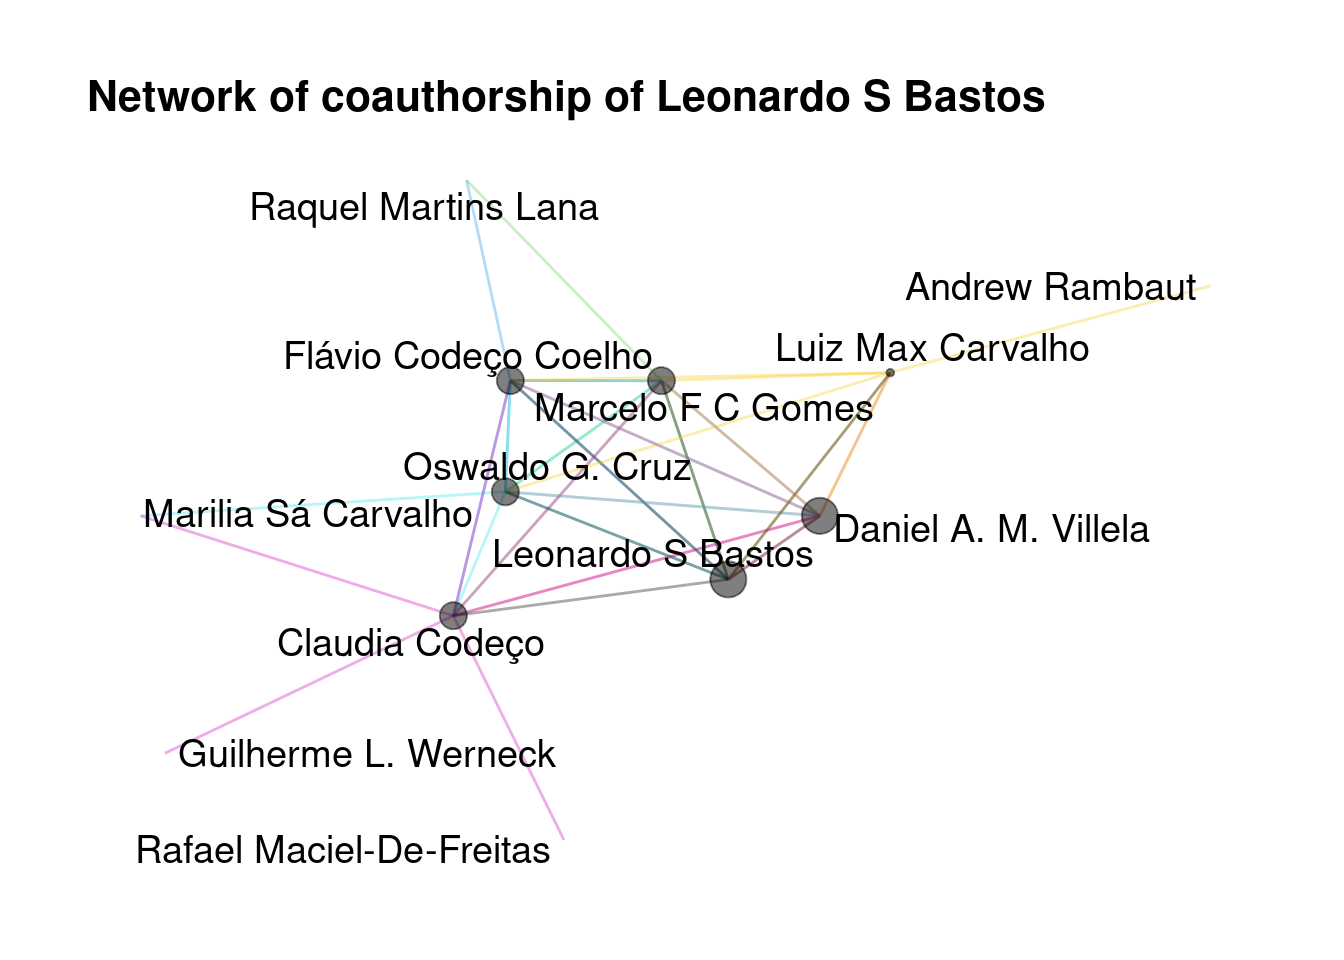 Network of coauthorship of Leonardo S Bastos
Raquel Martins Lana
Andrew Rambaut
Luiz Max Carvalho
Flávio Codeço Coelho
Marcelo F C Gomes
Oswaldo G. Cruz
Marilia Sá Carvalho
Daniel A. M. Villela
Leonardo S Bastos
Claudia Codeço
Guilherme L. Werneck
Rafael Maciel-De-Freitas